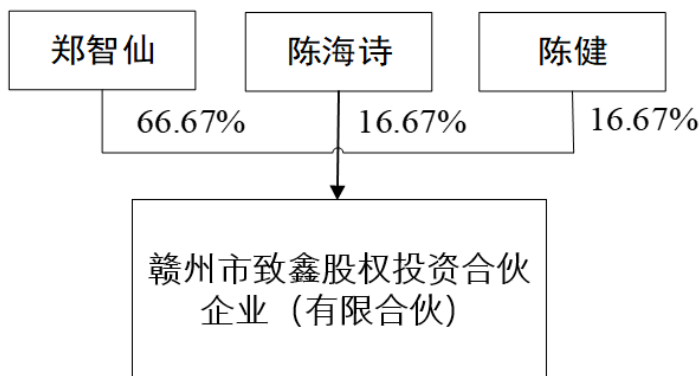 郑智仙
陈海诗
陈健
66.67%
16.67%
16.67%
赣州市致鑫股权投资合伙
企业（有限合伙）